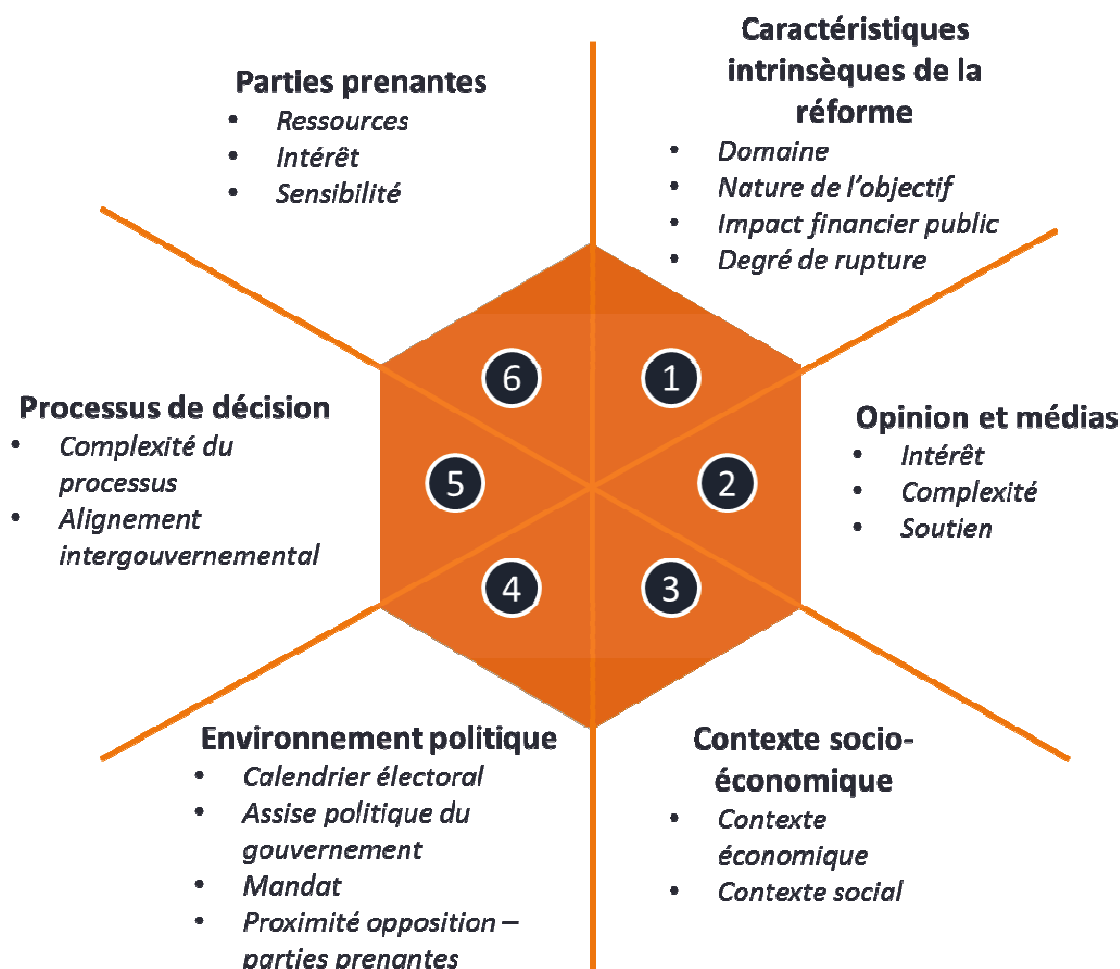 Caractéristiques
intrinsèques de la
réforme
• Domaine
• Nature de l'objectif
• Impact financier public
• Degré de rupture
Opinion et médias
• Intérêt
• Complexité
• Soutien
Contexte socio-
économique
• Contexte
économique
• Contexte social
Environnement politique
• Calendrier électoral
• Assise politique du
gouvernement
• Mandat
• Proximité opposition –
parties prenantes
Processus de décision
• Complexité du
processus
• Alignement
intergouvernemental
Parties prenantes
• Ressources
• Intérêt
• Sensibilité
6
1
5
2
4
3